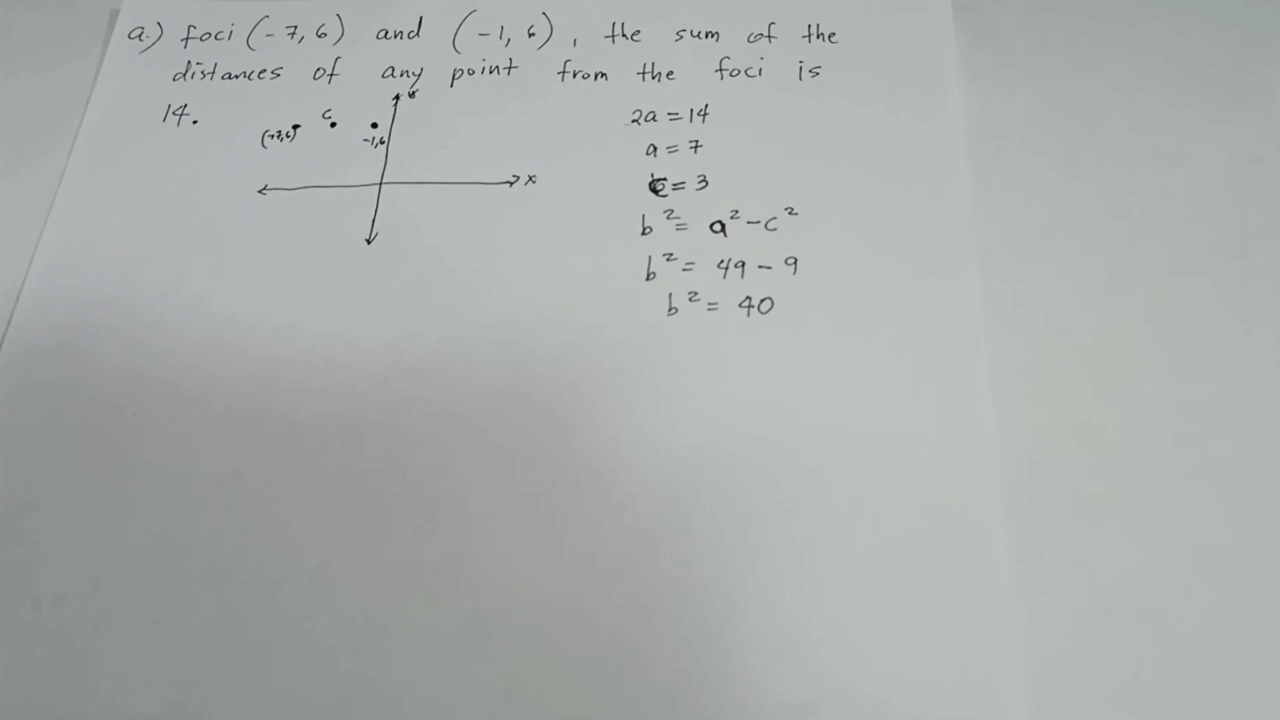 a.) foci (-7, 6) and (-1, 6), the sum of the
distances of any point from the foci is
14.
C
(-7,6)
-1,6
x
2a = 14
a = 7
c = 3
b² = a² - c²
b² = 49 - 9
b² = 40